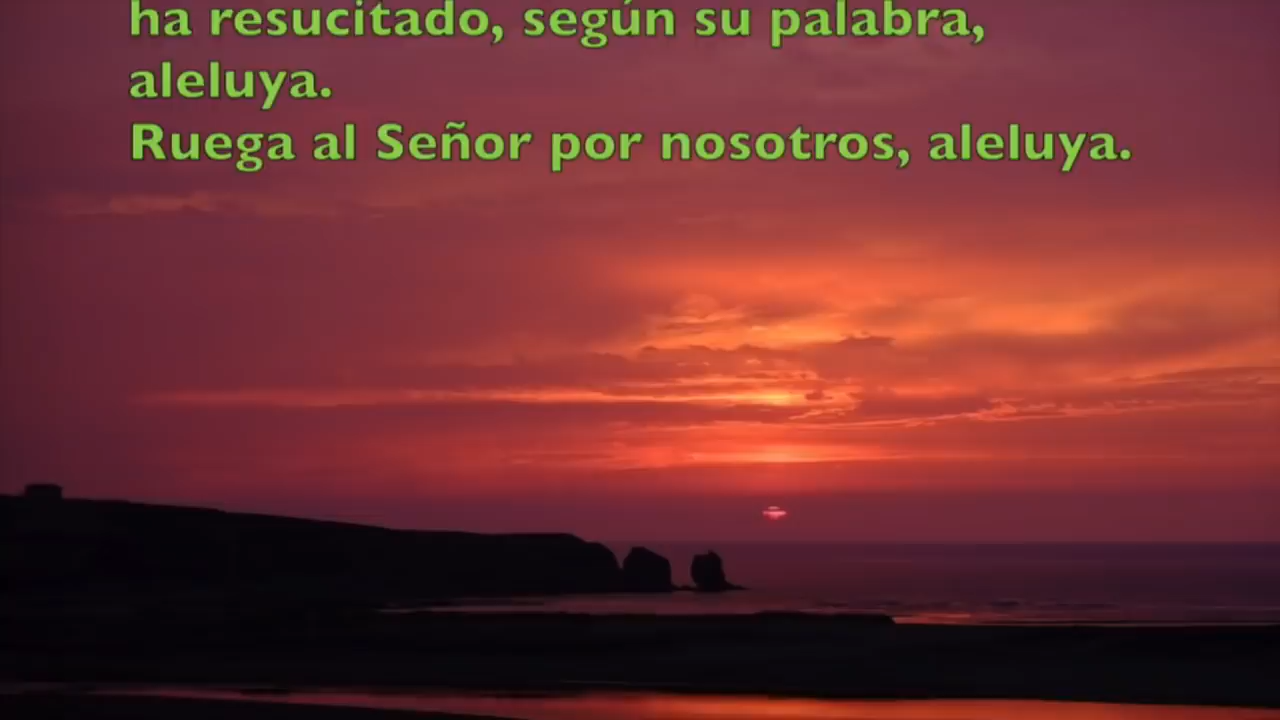 ha resucitado, según su palabra,
aleluya.
Ruega al Señor por nosotros, aleluya.